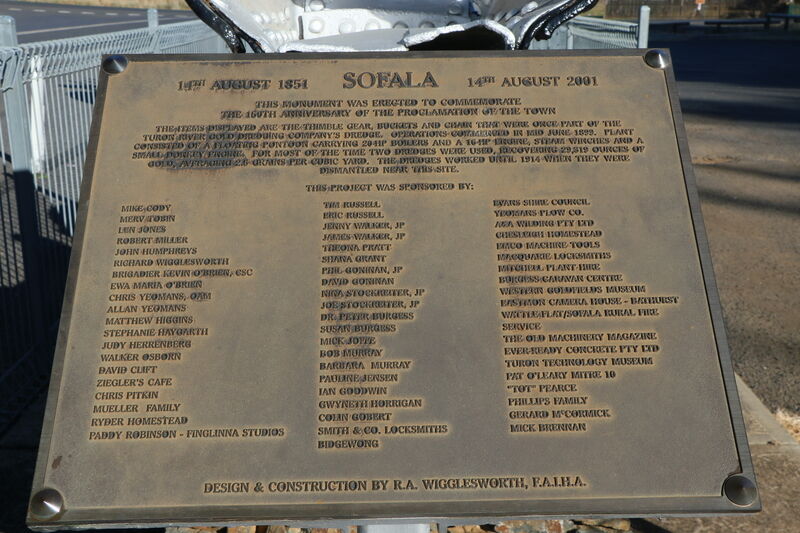 14TH AUGUST 1851 SOFALA 14TH AUGUST 2001
THIS MONUMENT WAS ERECTED TO COMMEMORATE
THE 150TH ANNIVERSARY OF THE PROCLAMATION OF THE TOWN
THE ITEMS DISPLAYED ARE THE THIMBLE GEAR, BUCKETS AND CHAIN THAT WERE ONCE PART OF THE
TURON RIVER GOLD DREDGING COMPANY'S DREDGE. OPERATIONS COMMENCED IN MID JUNE 1899. PLANT
CONSISTED OF A FLOATING PONTOON CARRYING 20-HP BOILERS AND A 16-HP ENGINE, STEAM WINCHES AND A
SMALL DONKEY ENGINE. FOR MOST OF THE TIME TWO DREDGES WERE USED, RECOVERING 29,819 OUNCES OF
GOLD, AVERAGING 2.6 GRAINS PER CUBIC YARD. THE DREDGES WORKED UNTIL 1914 WHEN THEY WERE
DISMANTLED NEAR THIS SITE.
THIS PROJECT WAS SPONSORED BY:
MIKE CODY
MERV TOBIN
LEN JONES
ROBERT MILLER
JOHN HUMPHREYS
RICHARD WIGGLESWORTH
BRIGADIER KEVIN O'BRIEN, CSC
EWA MARIA O'BRIEN
CHRIS YEOMANS, OAM
ALLAN YEOMANS
MATTHEW HIGGINS
STEPHANIE HAYGARTH
JUDY HERRENBERG
WALKER OSBORN
DAVID CLIFT
ZIEGLER'S CAFE
CHRIS PITKIN
MUELLER FAMILY
RYDER HOMESTEAD
PADDY ROBINSON - FINGLINNA STUDIOS
TIM RUSSELL
ERIC RUSSELL
JENNY WALKER, JP
JAMES WALKER, JP
THEONA PRATT
SHANA GRANT
PHIL GONINAN, JP
DAVID GONINAN
NINA STOCKREITER, JP
JOE STOCKREITER, JP
DR. PETER BURGESS
SUSAN BURGESS
MICK JOFFE
BOB MURRAY
BARBARA MURRAY
PAULINE JENSEN
IAN GOODWIN
GWYNETH HORRIGAN
COLIN GOBERT
SMITH & CO. LOCKSMITHS
BIDGEWONG
EVANS SHIRE COUNCIL
YEOMANS PLOW CO.
A&A WILDING PTY LTD
CHESLEIGH HOMESTEAD
EMCO MACHINE TOOLS
MACQUARIE LOCKSMITHS
MITCHELL PLANT HIRE
BURGESS CARAVAN CENTRE
WESTERN GOLDFIELDS MUSEUM
EASTMON CAMERA HOUSE - BATHURST
WATTLE FLAT/SOFALA RURAL FIRE
SERVICE
THE OLD MACHINERY MAGAZINE
EVER-READY CONCRETE PTY LTD
TURON TECHNOLOGY MUSEUM
PAT O'LEARY MITRE 10
"TOT" PEARCE
PHILLIPS FAMILY
GERARD McCORMICK
MICK BRENNAN
DESIGN & CONSTRUCTION BY R.A. WIGGLESWORTH, F.A.I.H.A.